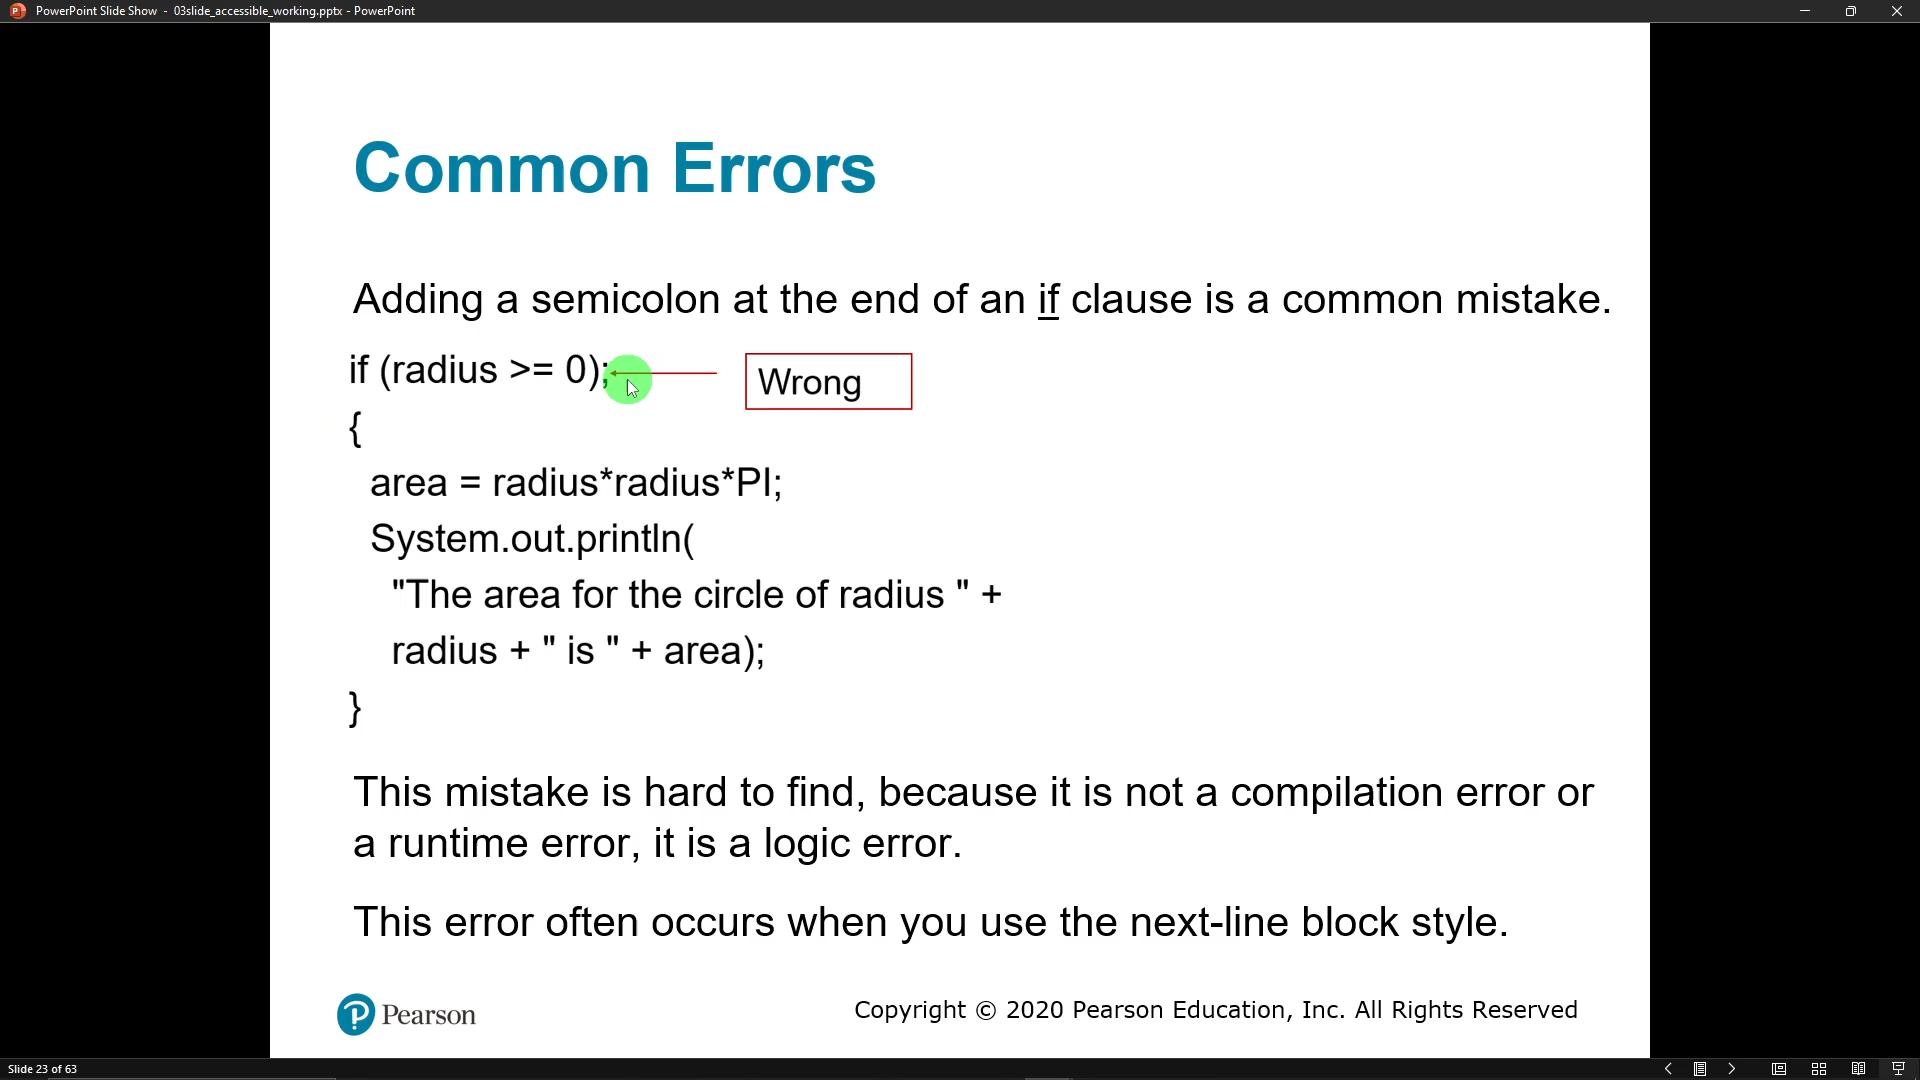 PowerPoint Slide Show - 03slide_accessible_working.pptx - PowerPoint
Common Errors
Adding a semicolon at the end of an if clause is a common mistake.
if (radius >= 0);
Wrong
{
area = radius*radius*PI;
System.out.println(
"The area for the circle of radius " +
radius + " is " + area);
}
This mistake is hard to find, because it is not a compilation error or
a runtime error, it is a logic error.
This error often occurs when you use the next-line block style.
Pearson
Copyright © 2020 Pearson Education, Inc. All Rights Reserved
Slide 23 of 63